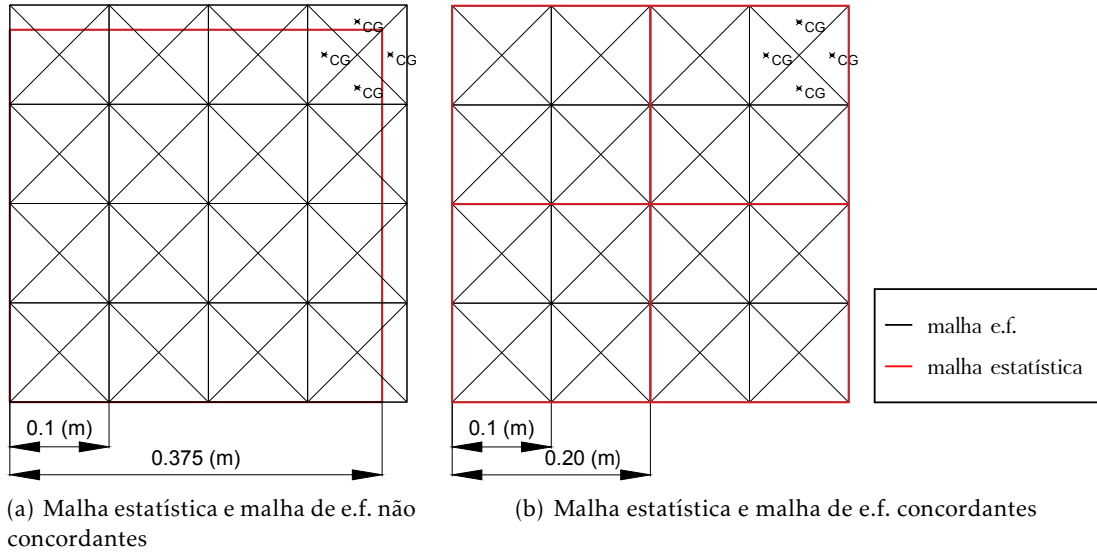 CG
CG
CG
CG
CG
CG
CG
CG
0.1 (m)
0.375 (m)
0.1 (m)
0.20 (m)
malha e.f.
malha estatística
(a) Malha estatística e malha de e.f. não
concordantes
(b) Malha estatística e malha de e.f. concordantes